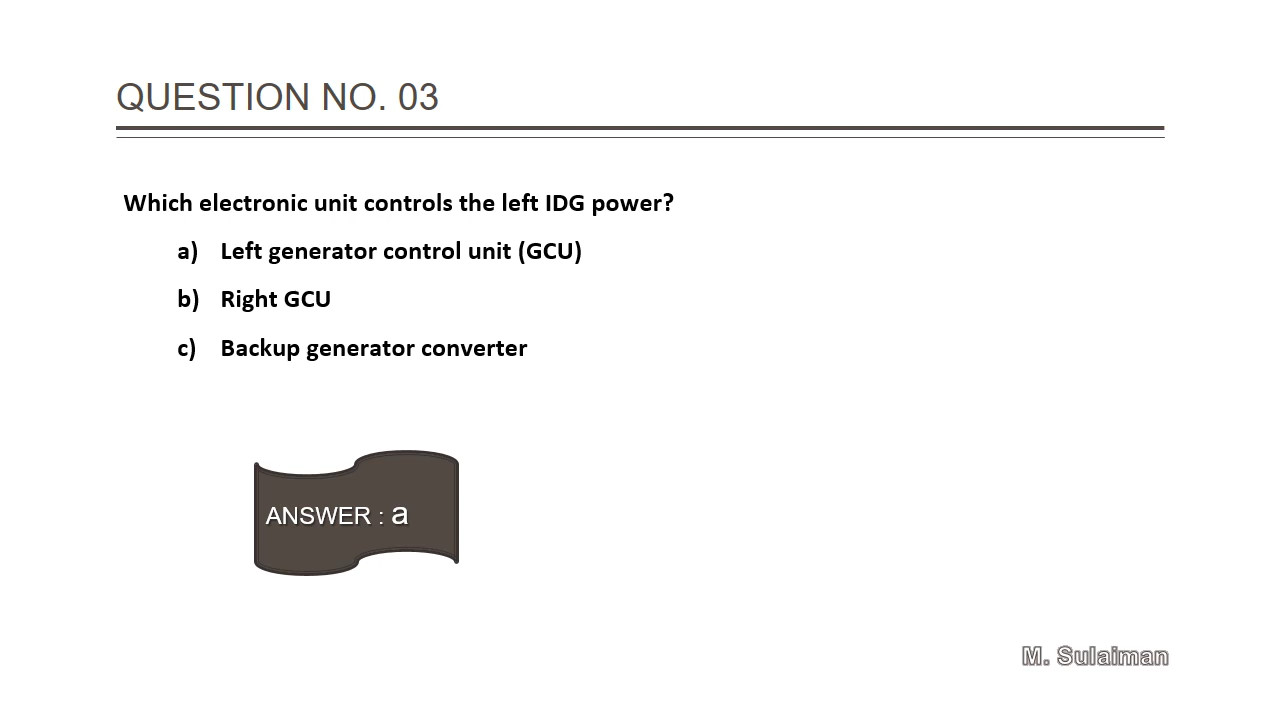 QUESTION NO. 03
Which electronic unit controls the left IDG power?
a) Left generator control unit (GCU)
b) Right GCU
c) Backup generator converter
ANSWER : a
M. Sulaiman